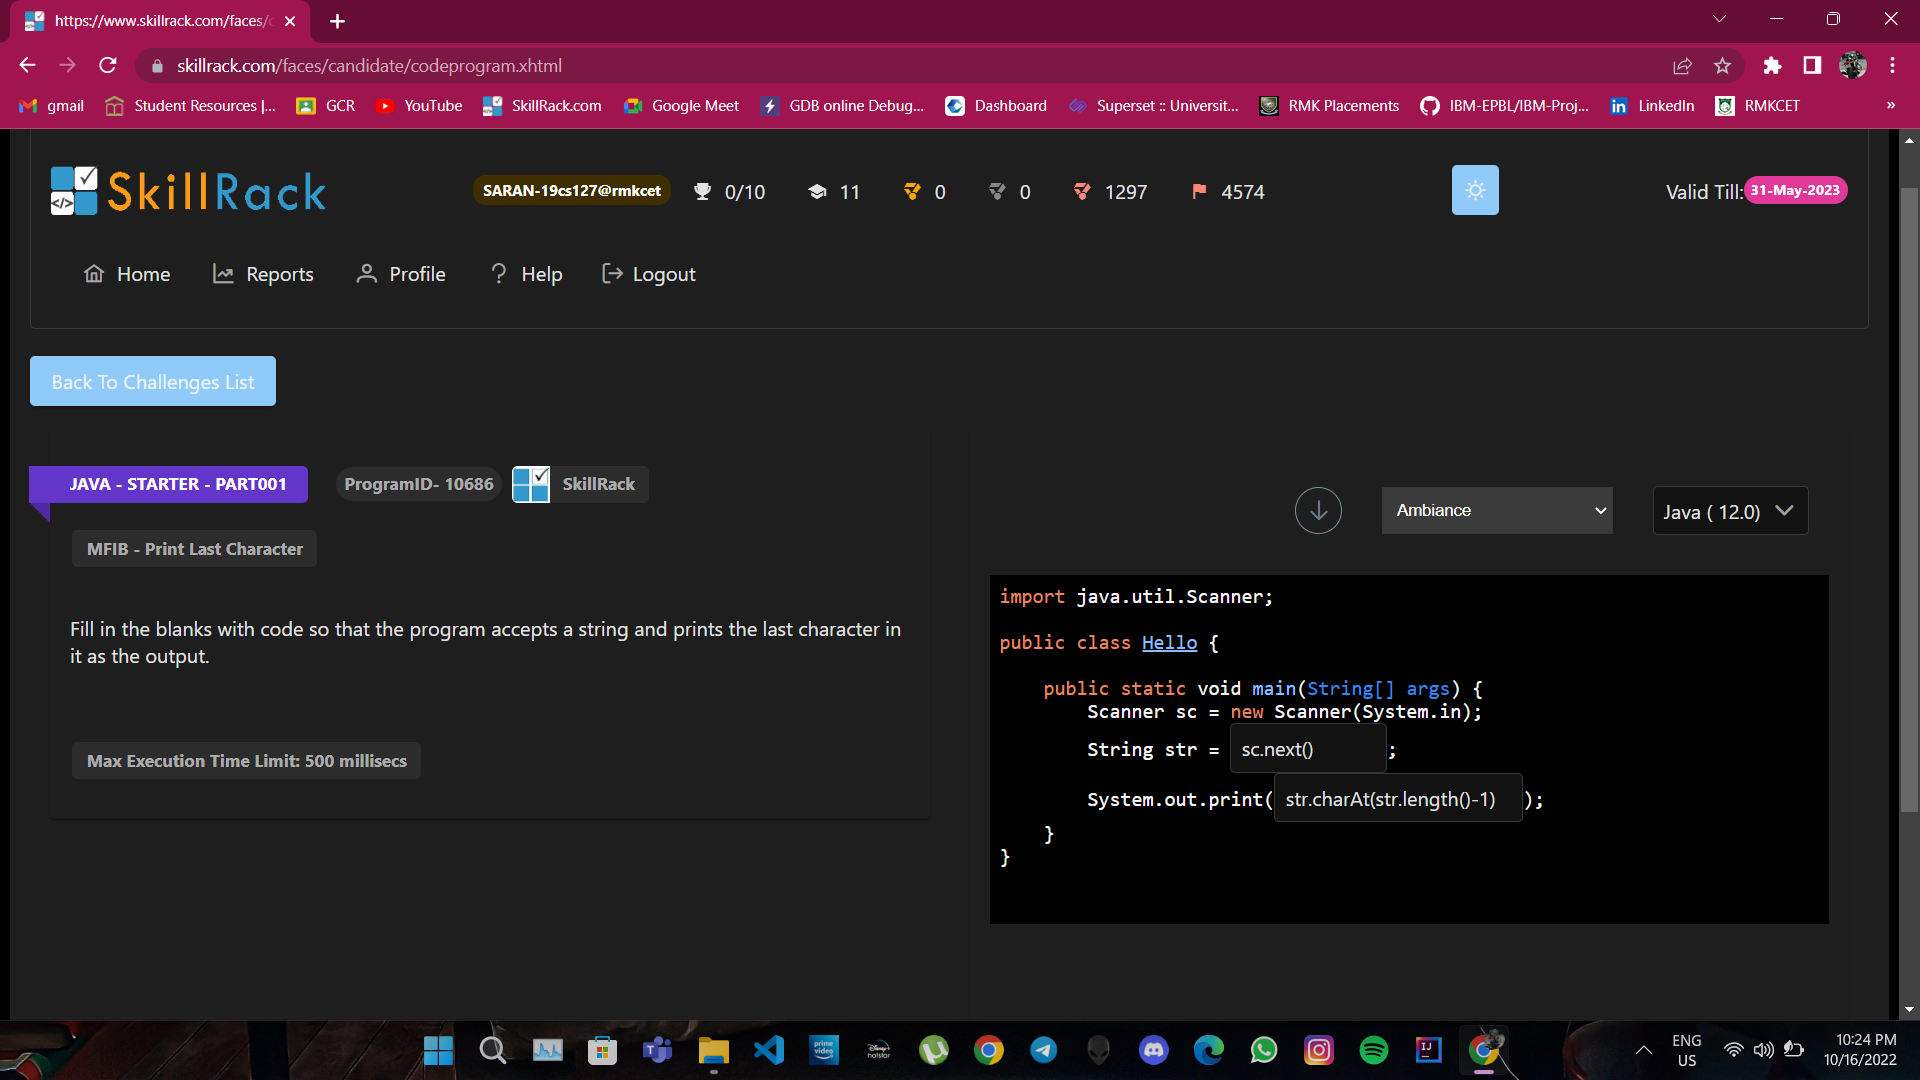 https://www.skillrack.com/faces/c
skillrack.com/faces/candidate/codeprogram.xhtml
gmail
Student Resources |...
GCR
YouTube
SkillRack.com
Google Meet
GDB online Debug...
Dashboard
Superset :: Universit...
RMK Placements
IBM-EPBL/IBM-Proj...
LinkedIn
RMKCET
»
SkillRack
SARAN-19cs127@rmkcet
0/10
11
0
0
1297
4574
Valid Till:
31-May-2023
Home
Reports
Profile
Help
Logout
Back To Challenges List
JAVA - STARTER - PART001
ProgramID- 10686
SkillRack
MFIB - Print Last Character
Fill in the blanks with code so that the program accepts a string and prints the last character in
it as the output.
Max Execution Time Limit: 500 millisecs
Ambiance
Java ( 12.0)
import java.util.Scanner;
public class Hello {
public static void main(String[] args) {
Scanner sc = new Scanner(System.in);
String str = sc.next() ;
System.out.print( str.charAt(str.length()-1) );
}
}
prime video
Disney+ hotstar
ENG
US
10:24 PM
10/16/2022